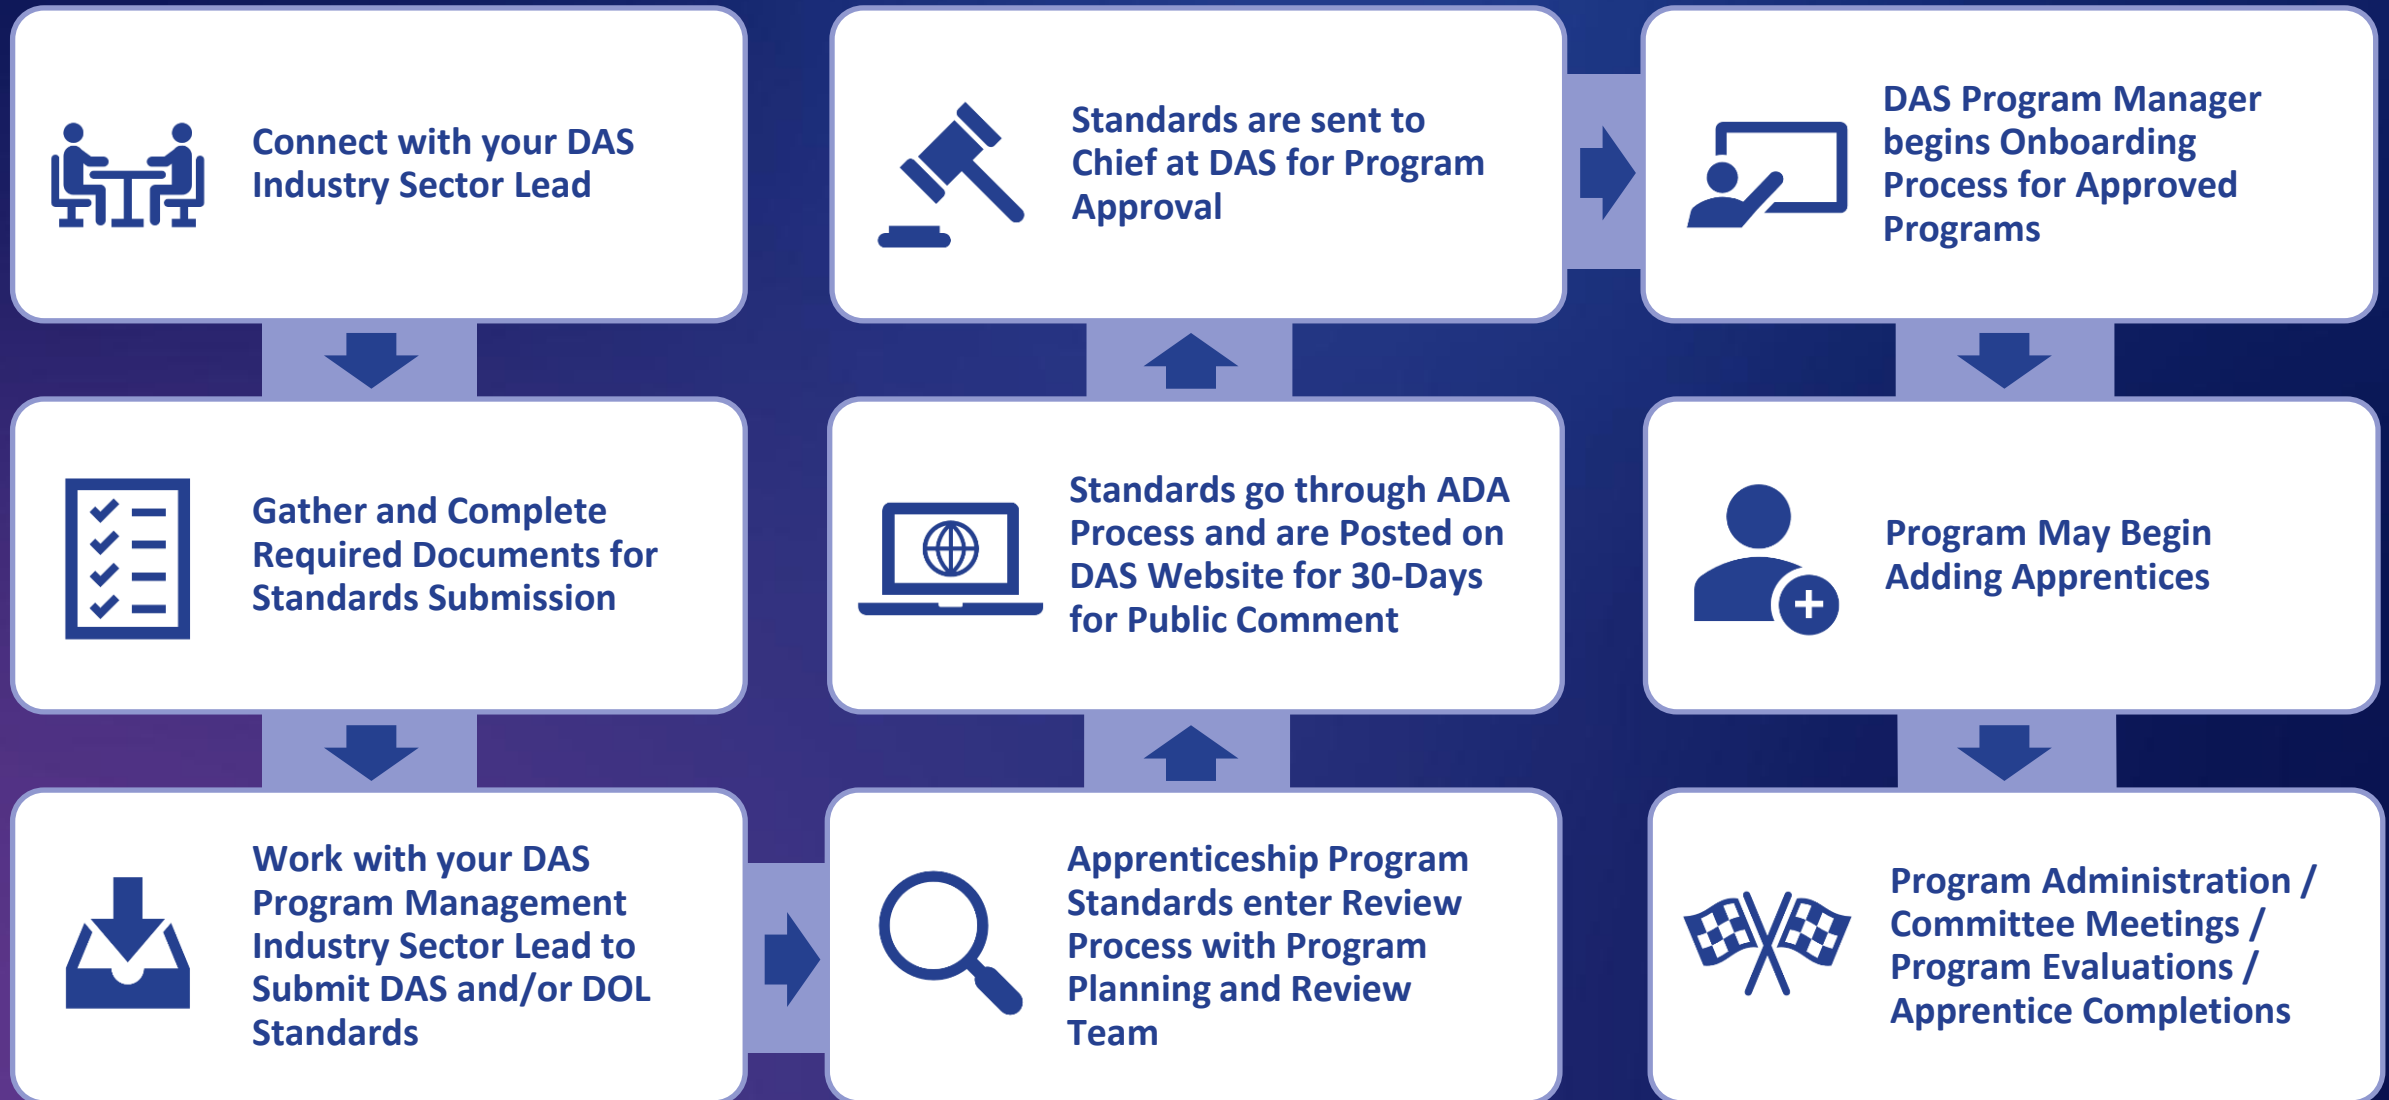 Connect with your DAS
Industry Sector Lead
Gather and Complete
Required Documents for
Standards Submission
Work with your DAS
Program Management
Industry Sector Lead to
Submit DAS and/or DOL
Standards
Apprenticeship Program
Standards enter Review
Process with Program
Planning and Review
Team
Standards go through ADA
Process and are Posted on
DAS Website for 30-Days
for Public Comment
Standards are sent to
Chief at DAS for Program
Approval
DAS Program Manager
begins Onboarding
Process for Approved
Programs
Program May Begin
Adding Apprentices
Program Administration /
Committee Meetings /
Program Evaluations /
Apprentice Completions